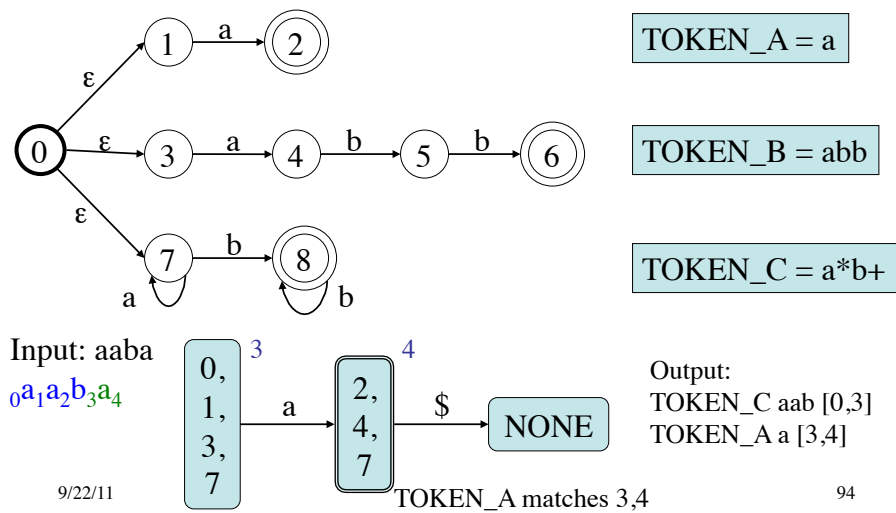 1 a 2
TOKEN_A = a
ε
0 ε 3 a 4 b 5 b 6
TOKEN_B = abb
ε
7 b 8
a b
TOKEN_C = a*b+
Input: aaba
0a1a2b3a4
3
0,
1,
3,
7
a
4
2,
4,
7
$
NONE
TOKEN_A matches 3,4
Output:
TOKEN_C aab [0,3]
TOKEN_A a [3,4]
9/22/11
94